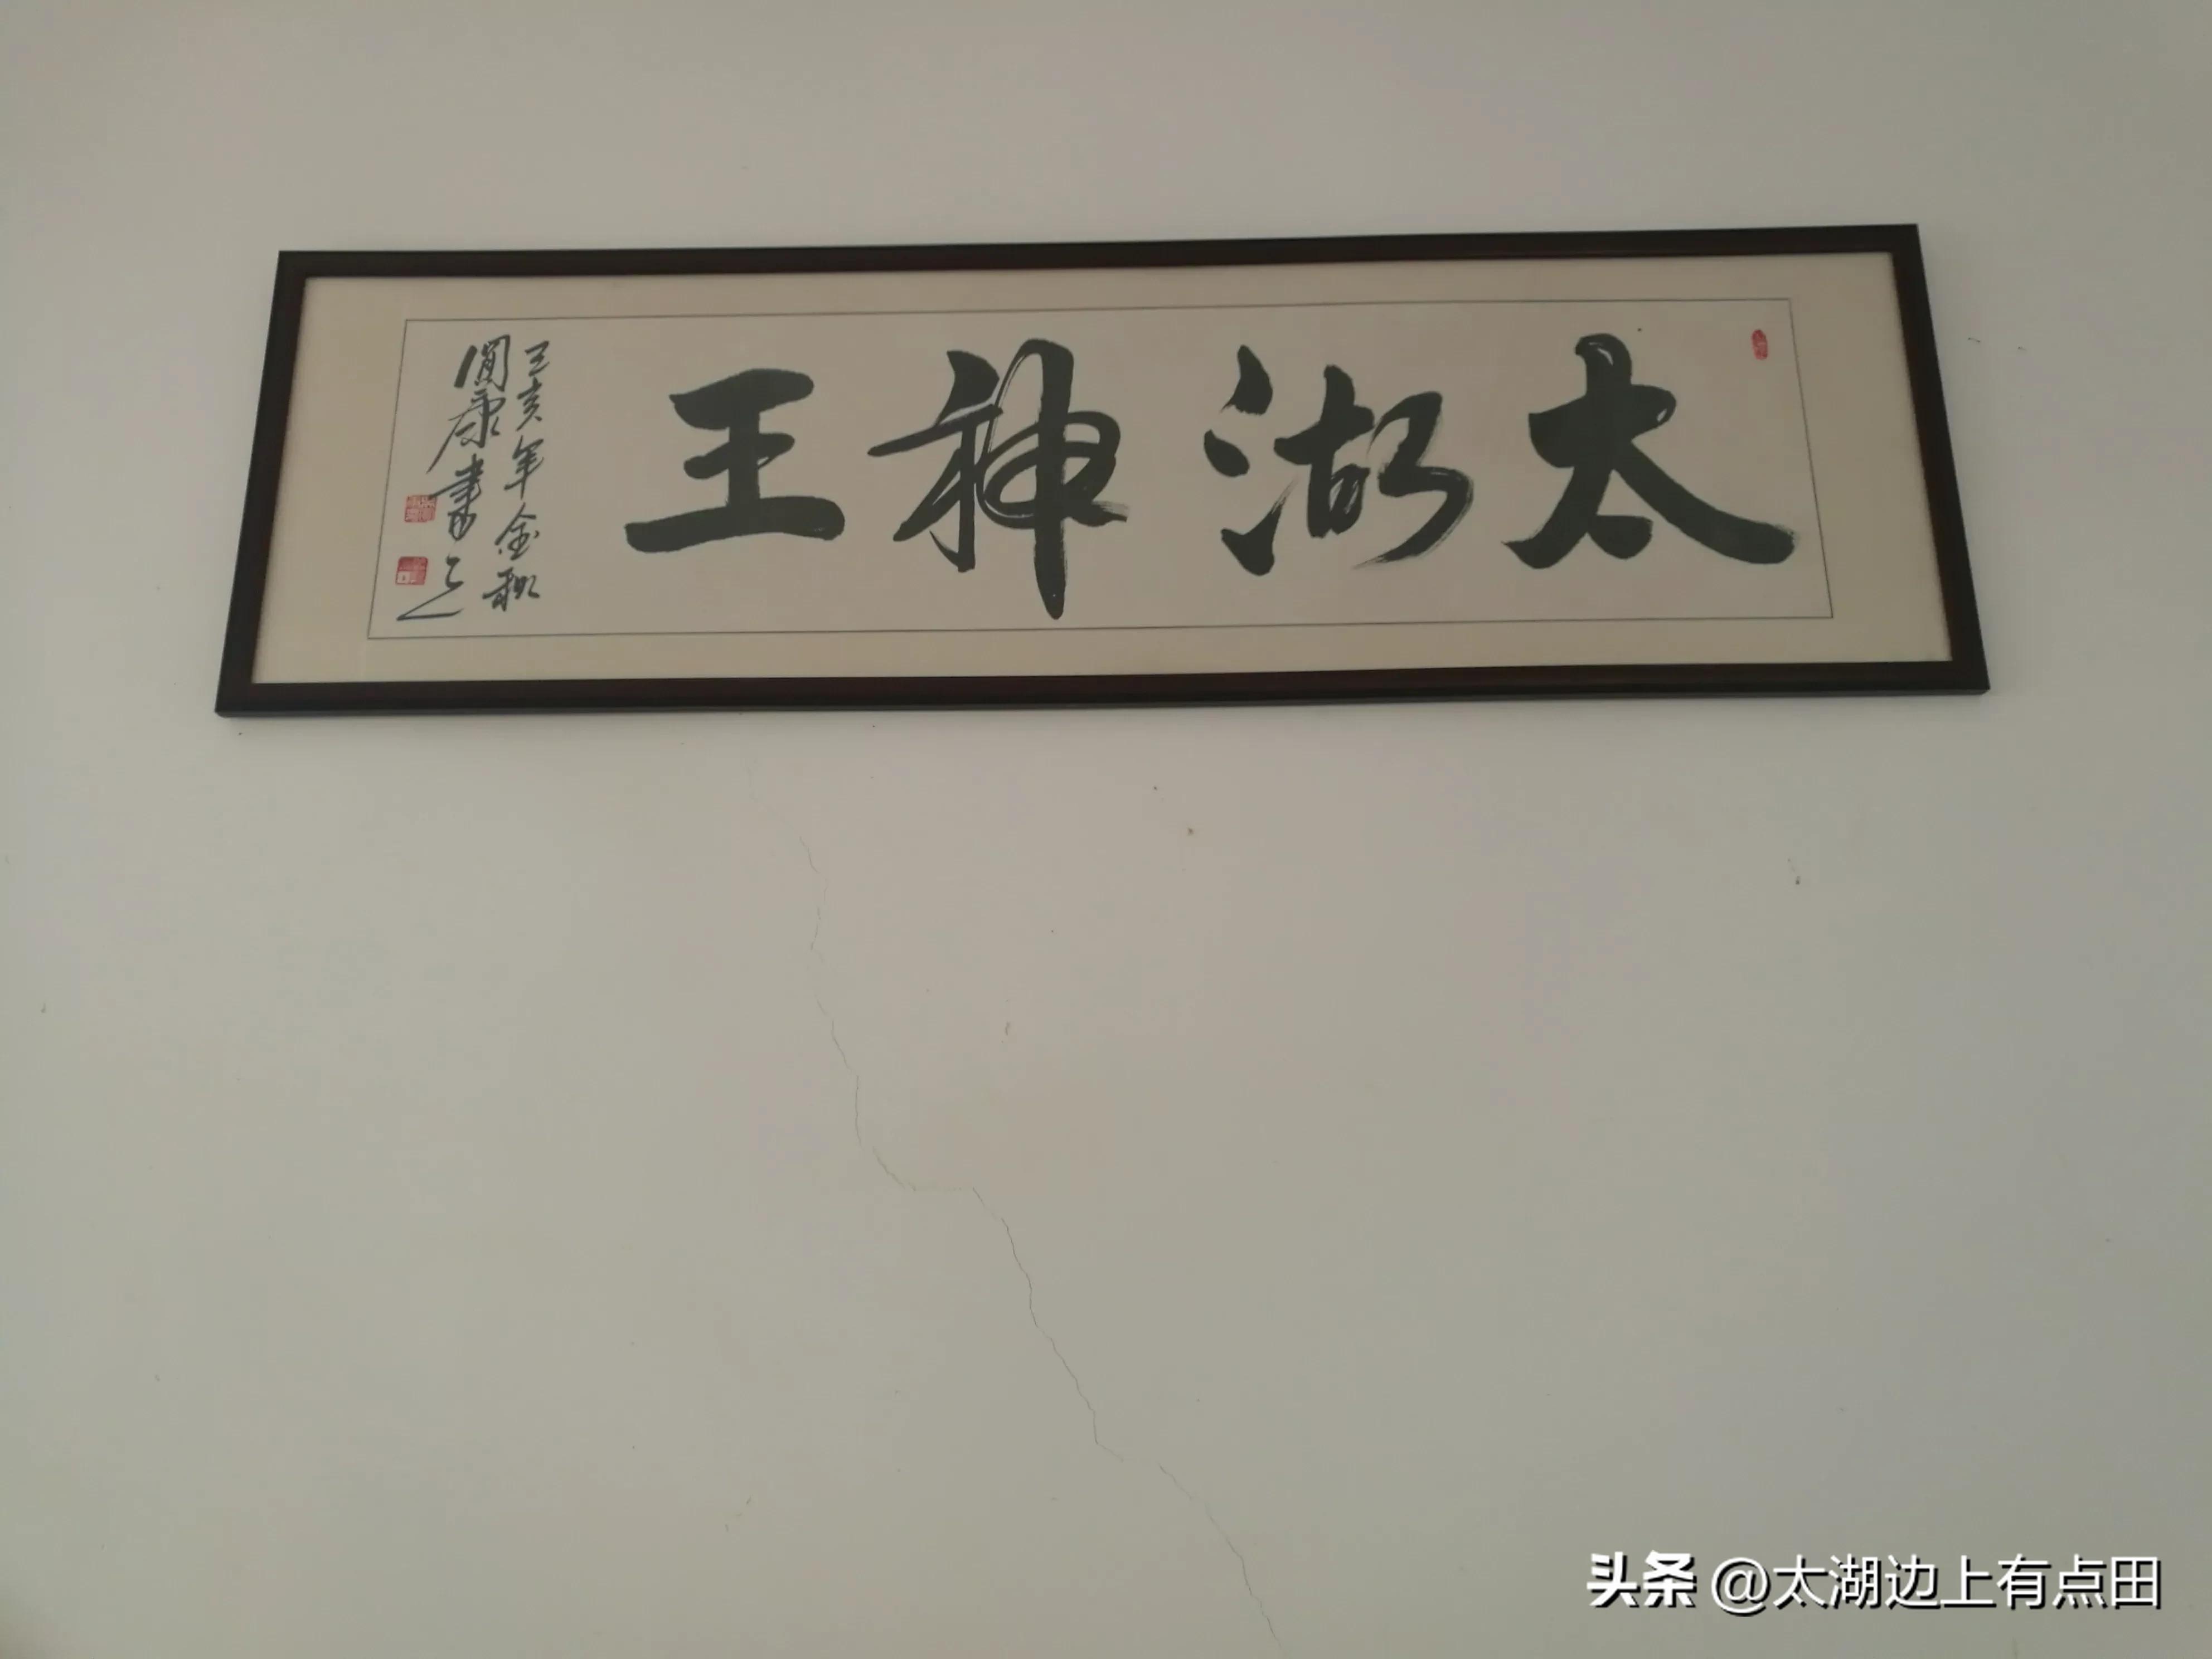 太湖神王
己亥年金秋
国康书之
头条 @太湖边上有点田